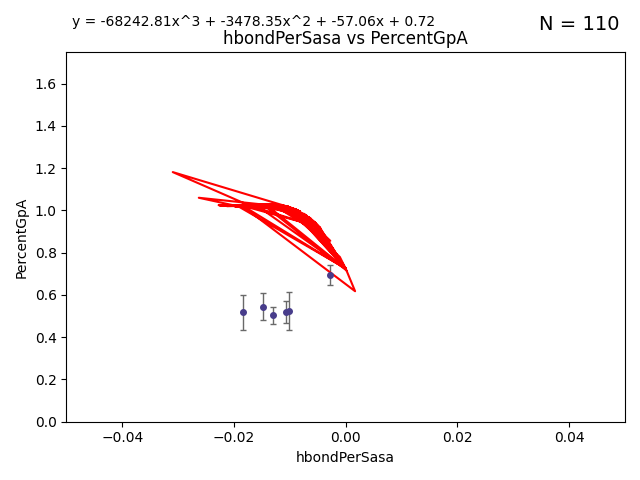 y = -68242.81x^3 + -3478.35x^2 + -57.06x + 0.72
N = 110
hbondPerSasa vs PercentGpA
1.6
1.4
1.2
1.0
0.8
0.6
0.4
0.2
0.0
PercentGpA
−0.04 −0.02 0.00 0.02 0.04
hbondPerSasa